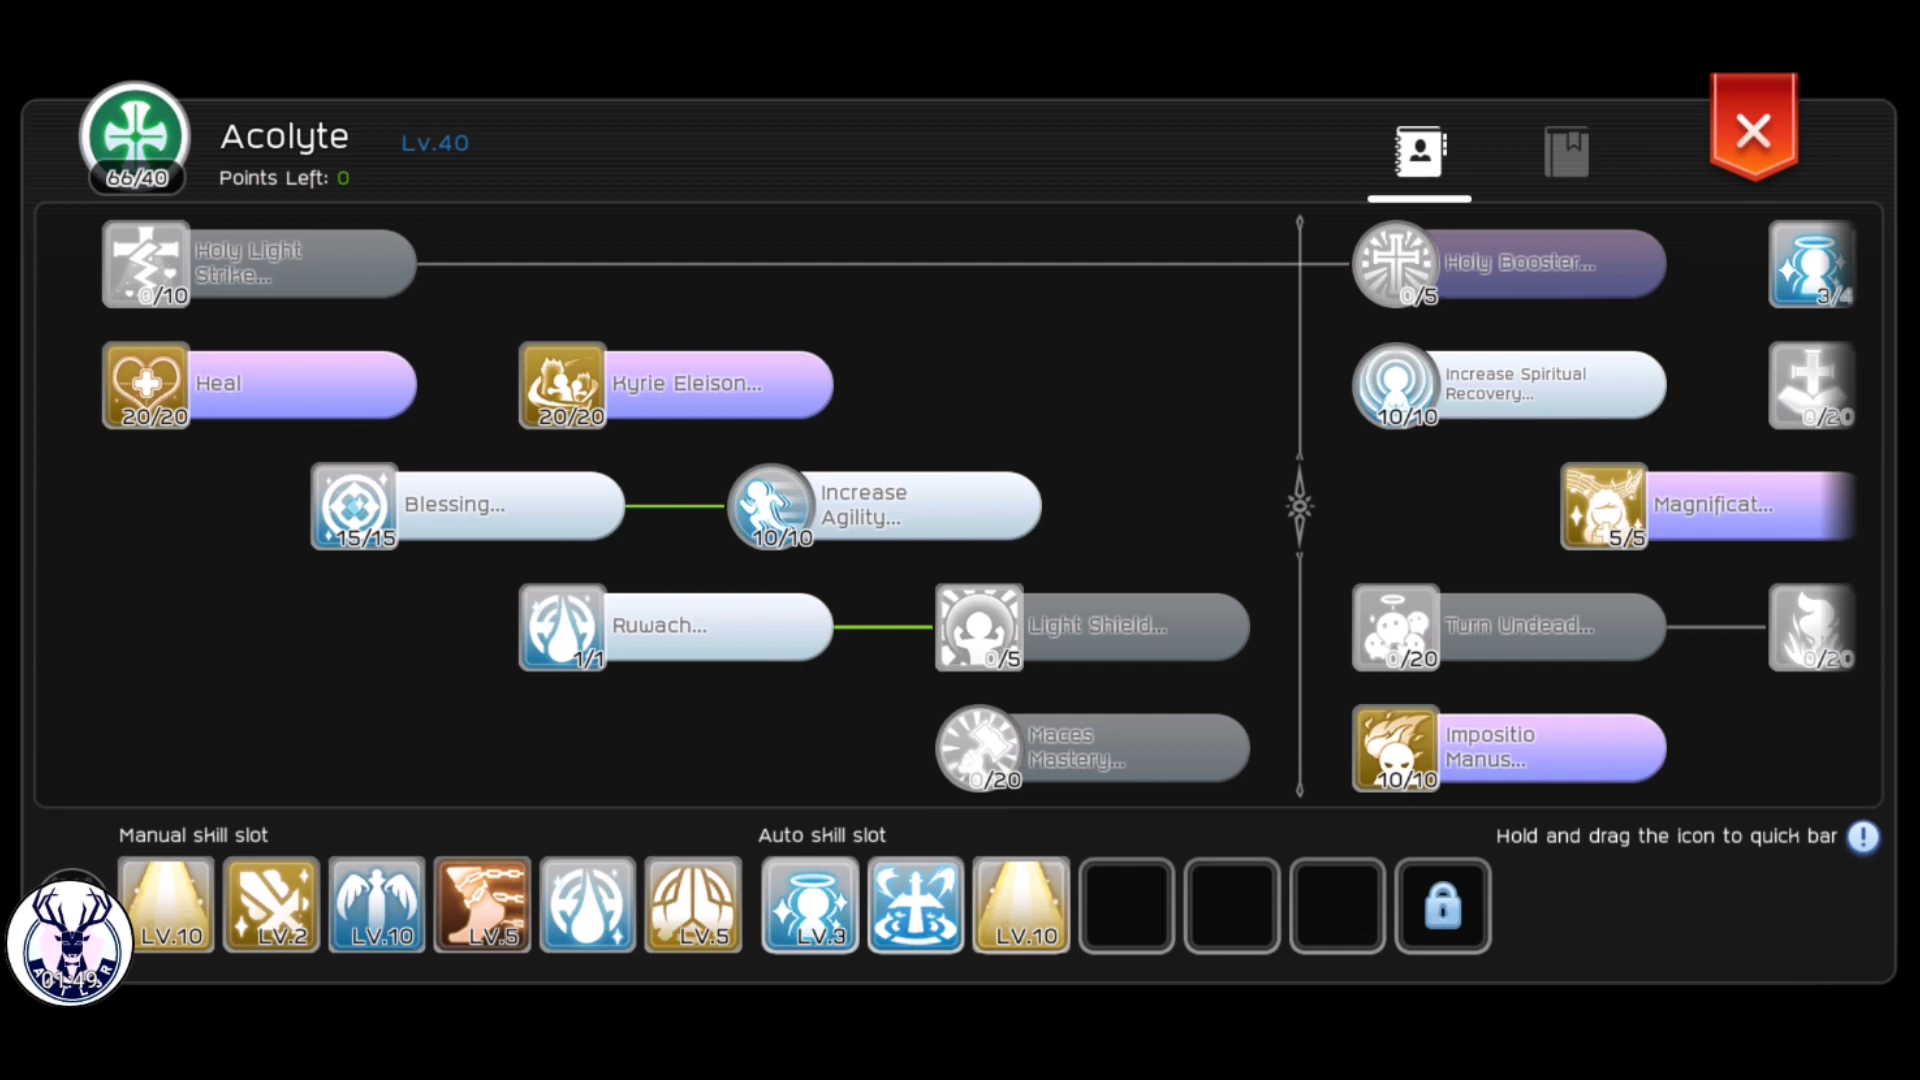 Acolyte
Lv.40
66/40
Points Left: 0
Holy Light
Strike...
0/10
Holy Booster...
0/5
3/4
Heal
20/20
Kyrie Eleison...
20/20
Increase Spiritual
Recovery...
10/10
0/20
Blessing...
15/15
Increase
Agility...
10/10
Magnificat...
5/5
Ruwach...
1/1
Light Shield...
0/5
Turn Undead...
0/20
0/20
Maces
Mastery...
0/20
Impositio
Manus...
10/10
Manual skill slot
Auto skill slot
Hold and drag the icon to quick bar
LV.10
LV.2
LV.10
LV.5
LV.5
LV.3
LV.10
01:49